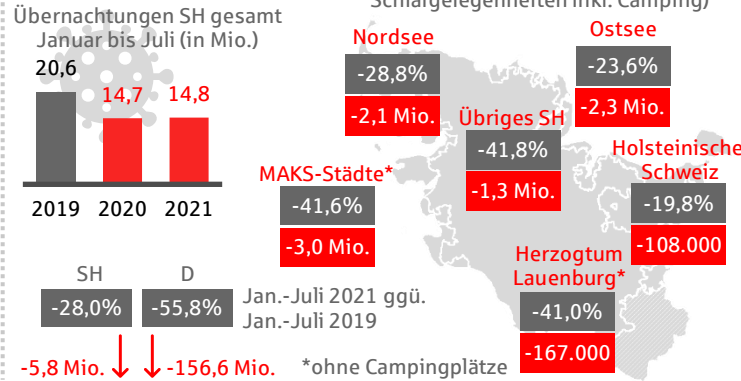 Übernachtungen SH gesamt
Januar bis Juli (in Mio.)
20,6
14,7
14,8
2019 2020 2021
SH
D
-28,0%
-55,8%
Jan.-Juli 2021 ggü.
Jan.-Juli 2019
-5,8 Mio.
-156,6 Mio.
Schlafgelegenheiten inkl. Camping)
Nordsee
-28,8%
-2,1 Mio.
Ostsee
-23,6%
-2,3 Mio.
Übriges SH
-41,8%
-1,3 Mio.
Holsteinische
Schweiz
-19,8%
-108.000
MAKS-Städte*
-41,6%
-3,0 Mio.
Herzogtum
Lauenburg*
-41,0%
-167.000
*ohne Campingplätze